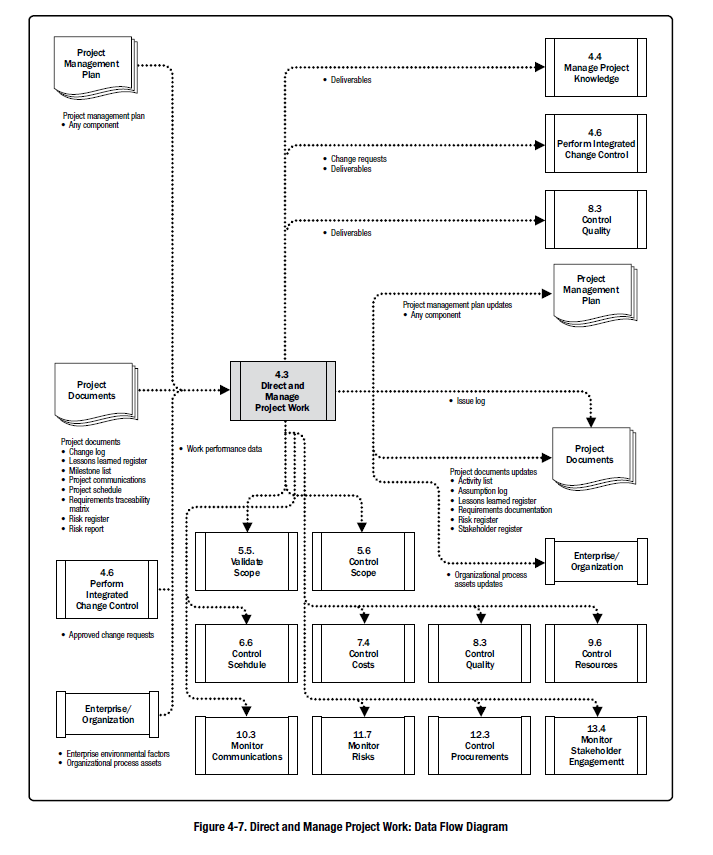 Project
Management
Plan
Project management plan
• Any component
4.4
Manage Project
Knowledge
• Deliverables
4.6
Perform Integrated
Change Control
• Change requests
• Deliverables
8.3
Control
Quality
• Deliverables
Project
Management
Plan
Project management plan updates
• Any component
Project
Documents
4.3
Direct and
Manage
Project Work
• Issue log
Project documents
• Change log
• Lessons learned register
• Milestone list
• Project communications
• Project schedule
• Requirements traceability
matrix
• Risk register
• Risk report
• Work performance data
Project
Documents
Project documents updates
• Activity list
• Assumption log
• Lessons learned register
• Requirements documentation
• Risk register
• Stakeholder register
4.6
Perform
Integrated
Change Control
• Approved change requests
5.5.
Validate
Scope
5.6
Control
Scope
Enterprise/
Organization
• Organizational process
assets updates
6.6
Control
Scehdule
7.4
Control
Costs
8.3
Control
Quality
9.6
Control
Resources
Enterprise/
Organization
• Enterprise environmental factors
• Organizational process assets
10.3
Monitor
Communications
11.7
Monitor
Risks
12.3
Control
Procurements
13.4
Monitor
Stakeholder
Engagementt
Figure 4-7. Direct and Manage Project Work: Data Flow Diagram